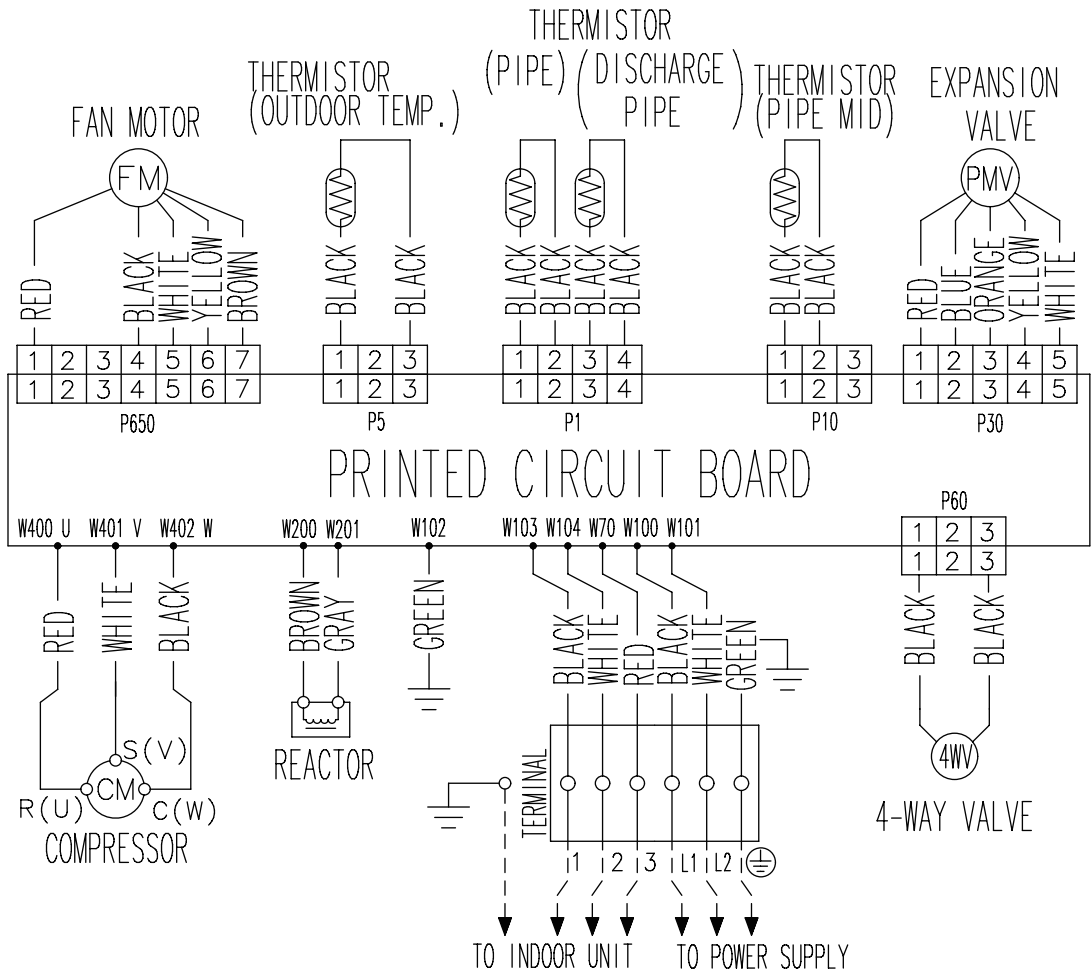 THERMISTOR
(PIPE) (DISCHARGE PIPE)
THERMISTOR
(OUTDOOR TEMP.)
THERMISTOR
(PIPE MID)
EXPANSION
VALVE
FAN MOTOR
FM
PMV
RED BLACK WHITE YELLOW BROWN
BLACK BLACK
BLACK BLACK BLACK BLACK
BLACK BLACK
RED BLUE ORANGE YELLOW WHITE
1 2 3 4 5 6 7
1 2 3 4 5 6 7
P650
1 2 3
1 2 3
P5
1 2 3 4
1 2 3 4
P1
1 2 3
1 2 3
P10
1 2 3 4 5
1 2 3 4 5
P30
PRINTED CIRCUIT BOARD
W400 U W401 V W402 W W200 W201 W102 W103 W104 W70 W100 W101
P60
1 2 3
1 2 3
RED WHITE BLACK
BROWN GRAY
GREEN
BLACK WHITE RED BLACK WHITE GREEN
BLACK BLACK
S(V)
CM
R(U) C(W)
COMPRESSOR
REACTOR
TERMINAL
4WV
4-WAY VALVE
1 2 3 L1 L2
TO INDOOR UNIT TO POWER SUPPLY